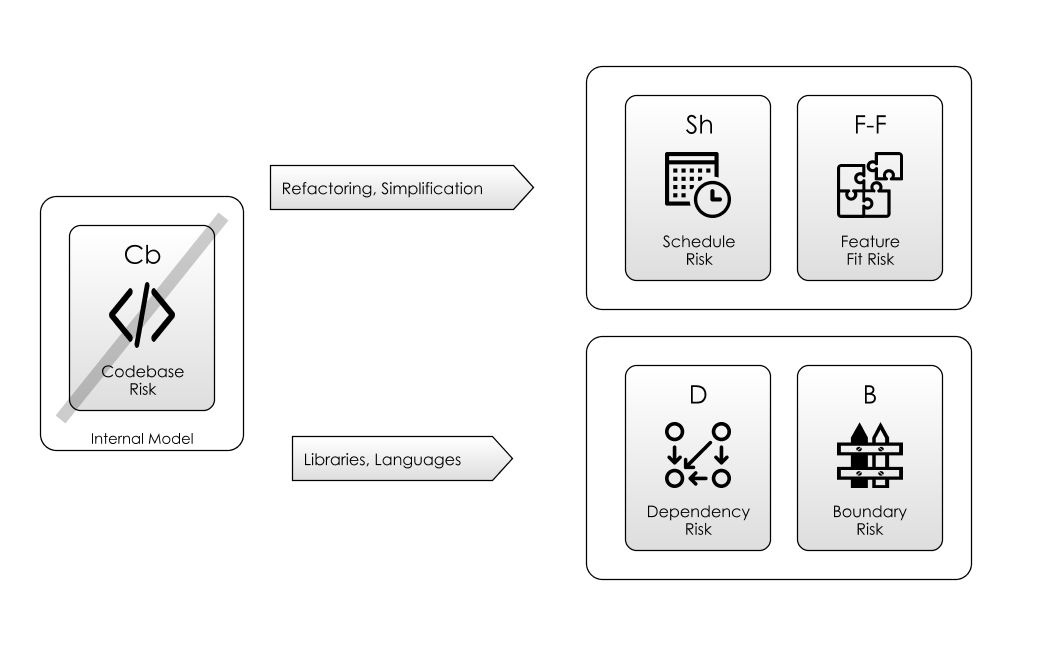 Cb
Codebase
Risk
Internal Model
Refactoring, Simplification
Libraries, Languages
Sh
Schedule
Risk
F-F
Feature
Fit Risk
D
Dependency
Risk
B
Boundary
Risk